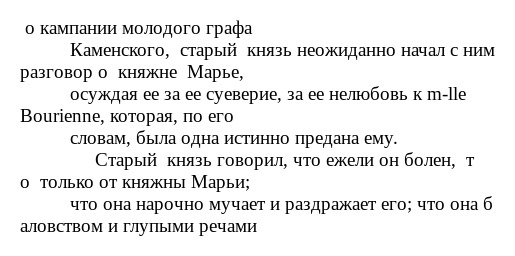 о кампании молодого графа
Каменского,  старый  князь неожиданно начал с ним
разговор о  княжне  Марье,
осуждая ее за ее суеверие, за ее нелюбовь к m-lle
Bourienne, которая, по его
словам, была одна истинно предана ему.
Старый  князь говорил, что ежели он болен,  т
о  только от княжны Марьи;
что она нарочно мучает и раздражает его; что она б
аловством и глупыми речами